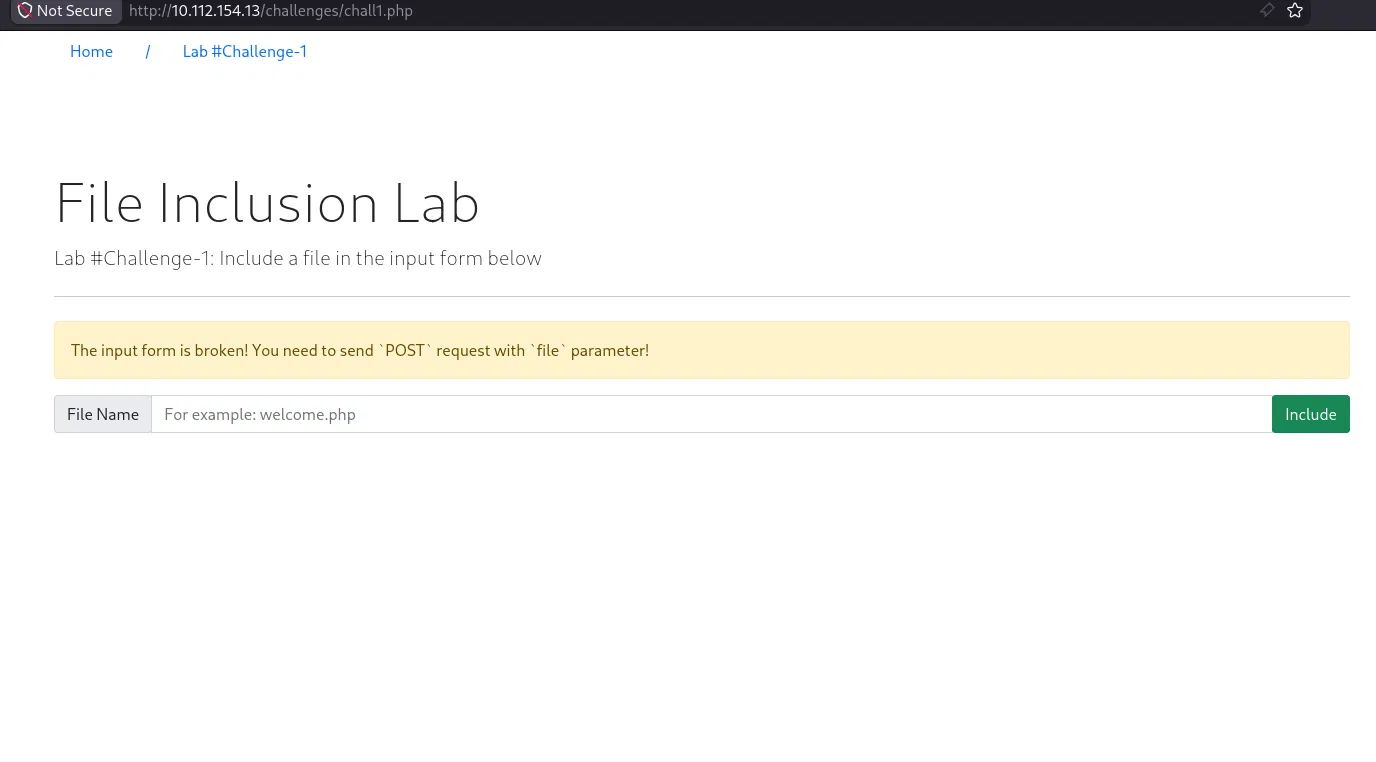 Not Secure http://10.112.154.13/challenges/chall1.php
Home / Lab #Challenge-1
File Inclusion Lab
Lab #Challenge-1: Include a file in the input form below
The input form is broken! You need to send `POST` request with `file` parameter!
File Name For example: welcome.php Include